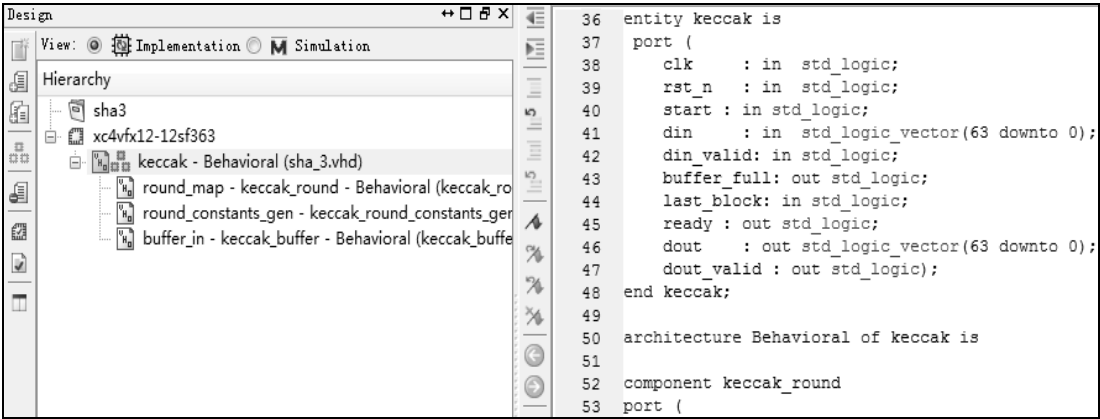 Design
View: Implementation Simulation
Hierarchy
sha3
xc4vfx12-12sf363
keccak - Behavioral (sha_3.vhd)
round_map - keccak_round - Behavioral (keccak_ro
round_constants_gen - keccak_round_constants_ger
buffer_in - keccak_buffer - Behavioral (keccak_buffe
36 entity keccak is
37 port (
38 clk : in std_logic;
39 rst_n : in std_logic;
40 start : in std_logic;
41 din : in std_logic_vector(63 downto 0);
42 din_valid: in std_logic;
43 buffer_full: out std_logic;
44 last_block: in std_logic;
45 ready : out std_logic;
46 dout : out std_logic_vector(63 downto 0);
47 dout_valid : out std_logic);
48 end keccak;
49
50 architecture Behavioral of keccak is
51
52 component keccak_round
53 port (